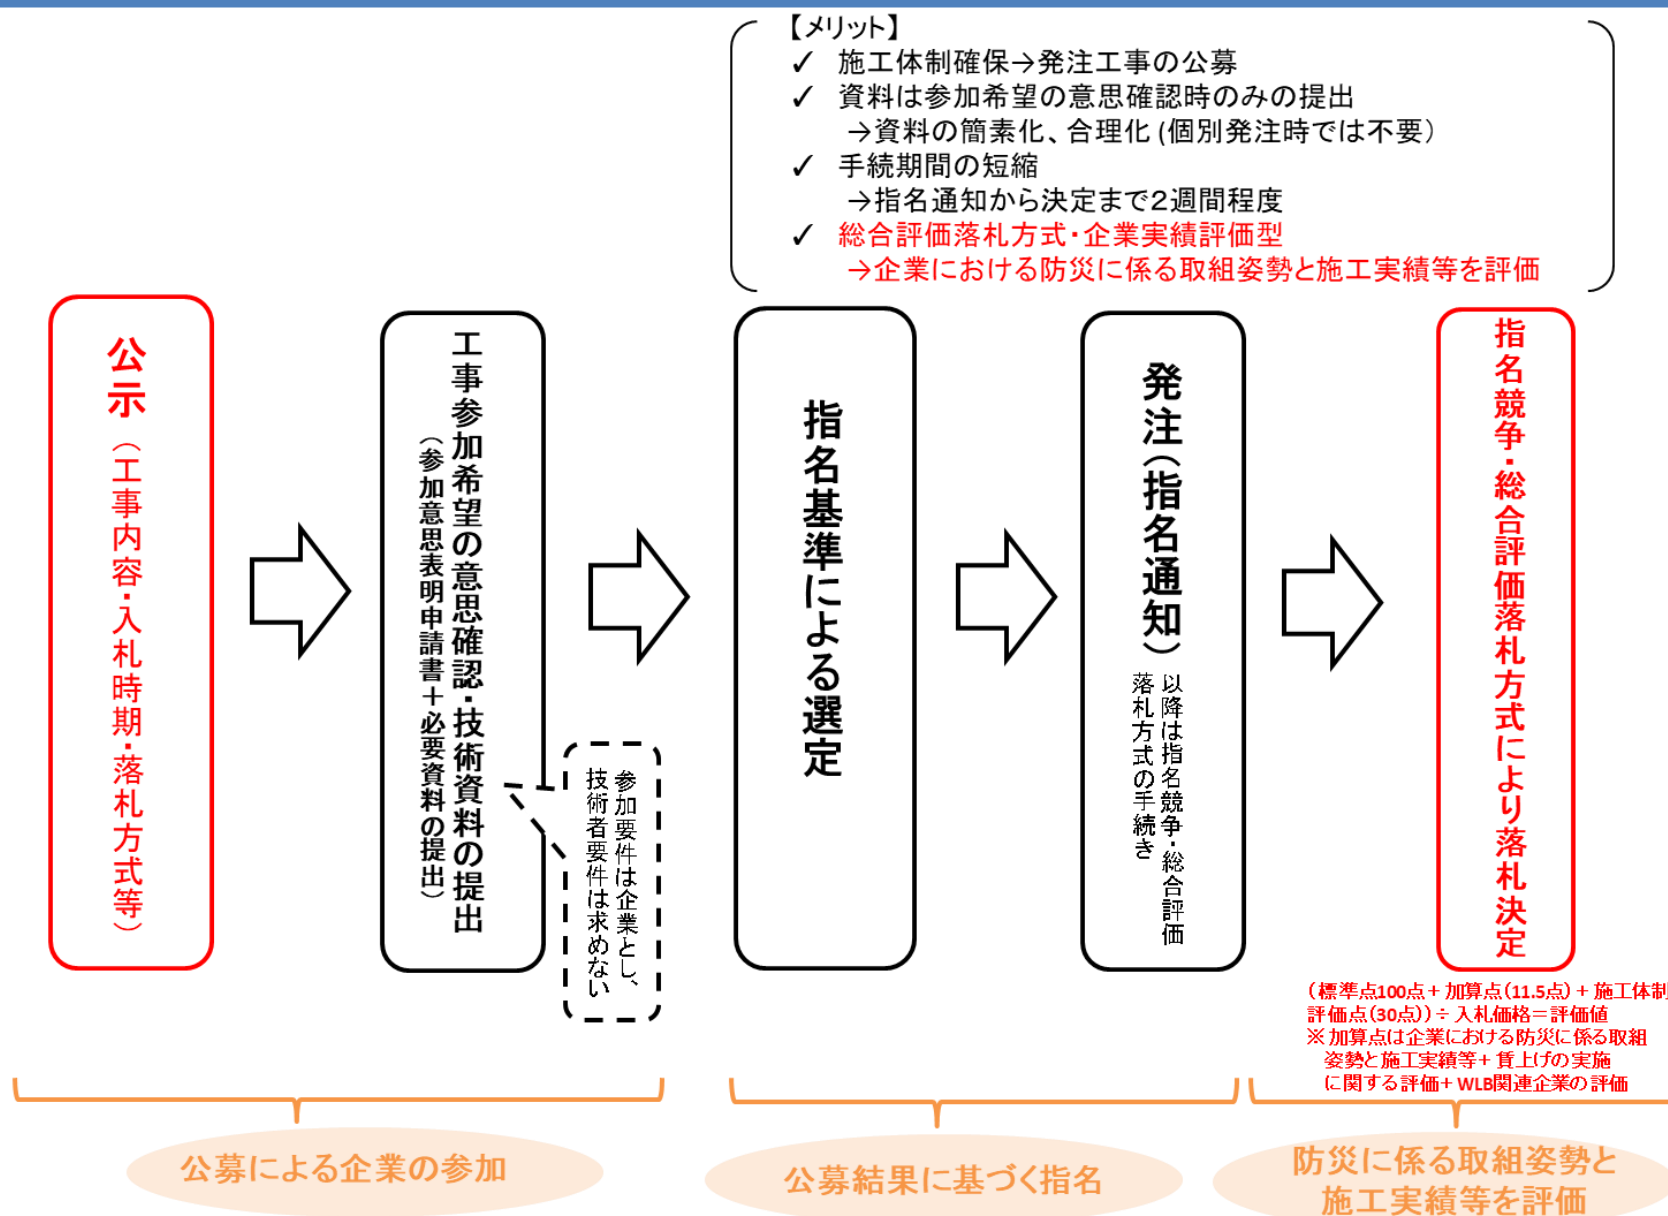 【メリット】
✓ 施工体制確保→発注工事の公募
✓ 資料は参加希望の意思確認時のみの提出
→資料の簡素化、合理化 (個別発注時では不要）
✓ 手続期間の短縮
→指名通知から決定まで２週間程度
✓ 総合評価落札方式・企業実績評価型
→企業における防災に係る取組姿勢と施工実績等を評価
公示（工事内容・入札時期・落札方式等）
工事参加希望の意思確認・技術資料の提出
（参加意思表明申請書＋必要資料の提出）
参加要件は企業とし、
技術者要件は求めない
指名基準による選定
発注（指名通知）
以降は指名競争・総合評価
落札方式の手続き
指名競争・総合評価落札方式により落札決定
（標準点100点＋加算点（11.5点）＋施工体制
評価点（30点））÷入札価格＝評価値
※加算点は企業における防災に係る取組
姿勢と施工実績等＋賃上げの実施
に関する評価＋WLB関連企業の評価
公募による企業の参加
公募結果に基づく指名
防災に係る取組姿勢と
施工実績等を評価